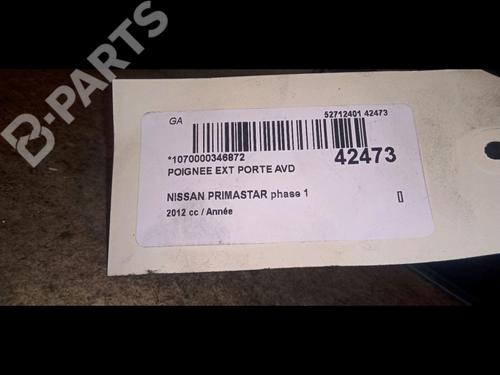 B-PARTS
GA
52712401 42473
*1070000346872
42473
POIGNEE EXT PORTE AVD
NISSAN PRIMASTAR phase 1
2012 cc / Année